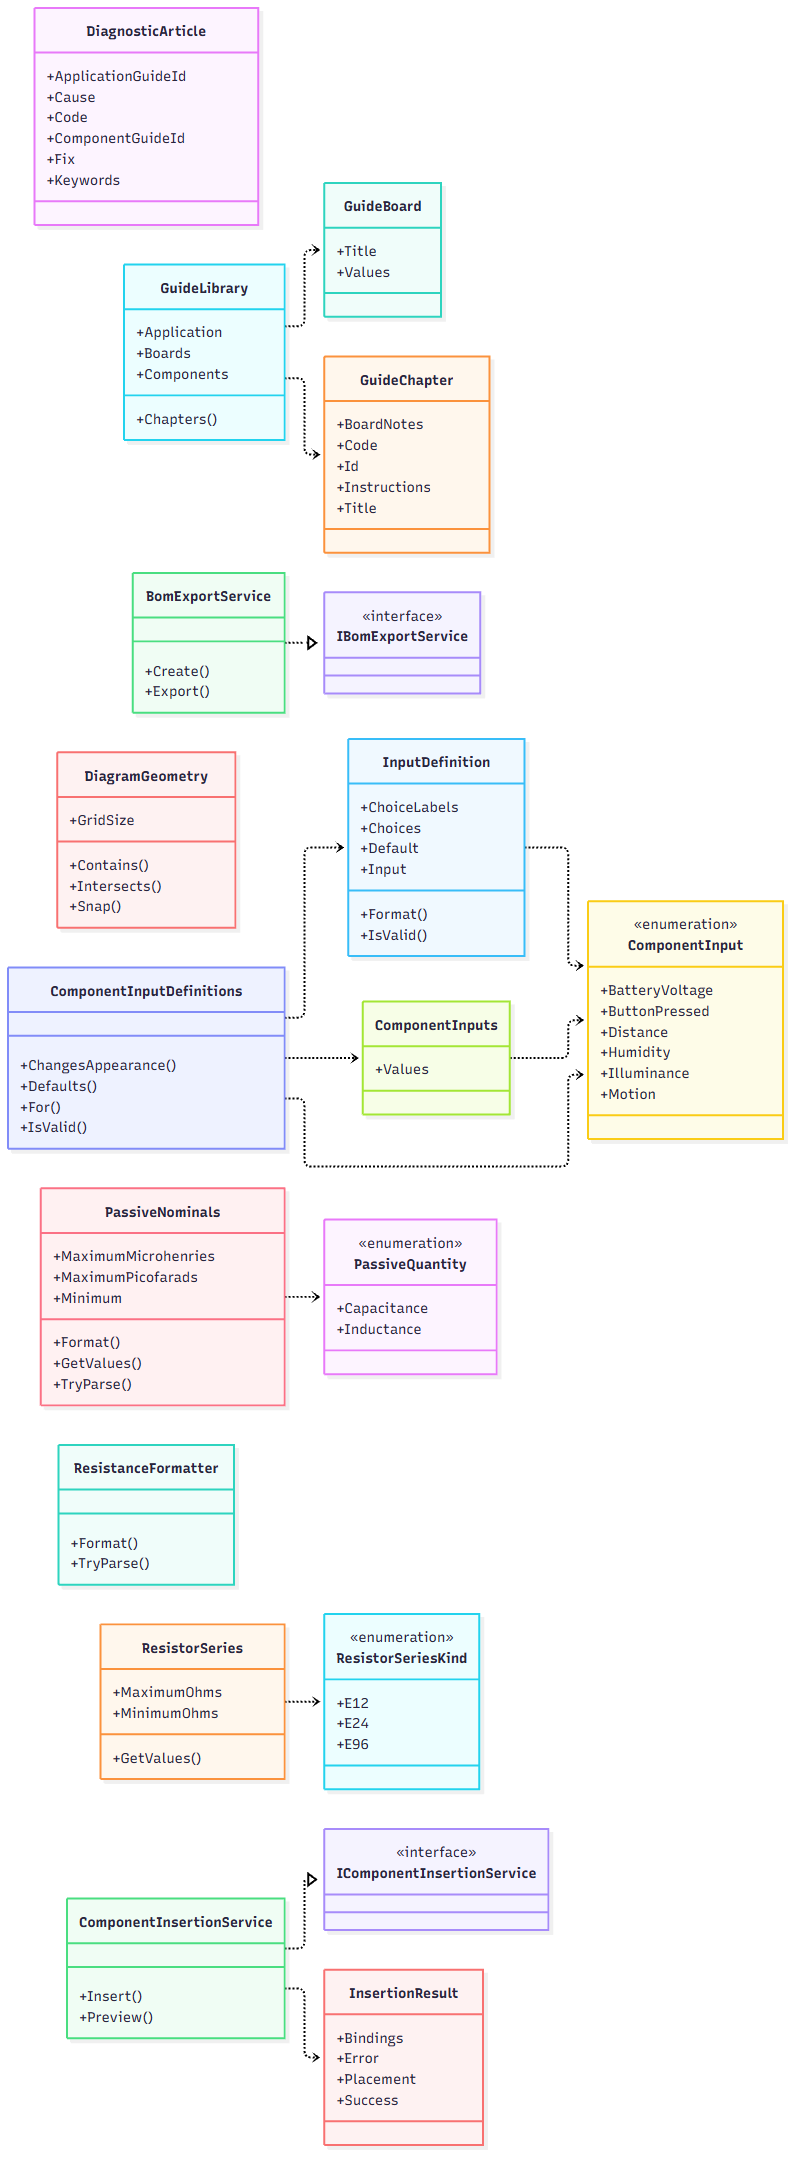 DiagnosticArticle
+ApplicationGuideId
+Cause
+Code
+ComponentGuideId
+Fix
+Keywords
GuideBoard
+Title
+Values
GuideLibrary
+Application
+Boards
+Components
+Chapters()
GuideChapter
+BoardNotes
+Code
+Id
+Instructions
+Title
BomExportService
+Create()
+Export()
«interface»
IBomExportService
DiagramGeometry
+GridSize
+Contains()
+Intersects()
+Snap()
InputDefinition
+ChoiceLabels
+Choices
+Default
+Input
+Format()
+IsValid()
«enumeration»
ComponentInput
+BatteryVoltage
+ButtonPressed
+Distance
+Humidity
+Illuminance
+Motion
ComponentInputDefinitions
+ChangesAppearance()
+Defaults()
+For()
+IsValid()
ComponentInputs
+Values
PassiveNominals
+MaximumMicrohenries
+MaximumPicofarads
+Minimum
+Format()
+GetValues()
+TryParse()
«enumeration»
PassiveQuantity
+Capacitance
+Inductance
ResistanceFormatter
+Format()
+TryParse()
ResistorSeries
+MaximumOhms
+MinimumOhms
+GetValues()
«enumeration»
ResistorSeriesKind
+E12
+E24
+E96
«interface»
IComponentInsertionService
ComponentInsertionService
+Insert()
+Preview()
InsertionResult
+Bindings
+Error
+Placement
+Success